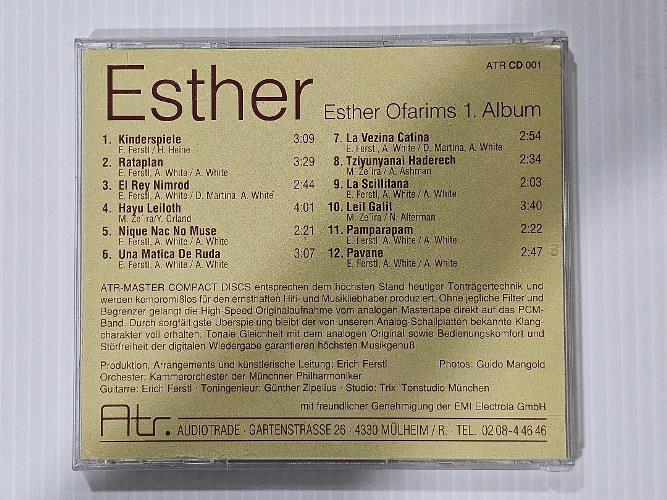 ATR CD 001
Esther
Esther Ofarims 1. Album
1. Kinderspiele 3:09
E. Ferstl / H. Heine
2. Rataplan 3:29
E. Ferstl, A. White / A. White
3. El Rey Nimrod 2:44
E. Ferstl, A. White / D. Martina, A. White
4. Hayu Leiloth 4:01
M. Ze'ira/Y. Orland
5. Nique Nac No Muse 2:21
E. Ferstl, A. White / A. White
6. Una Matica De Ruda 3:07
E. Ferstl, A. White / A. White
7. La Vezina Catina 2:54
E. Ferstl, A. White / D. Martina, A. White
8. Tziyunyanai Haderech 2:34
M. Ze'ira / A. Ashman
9. La Scillitana 2:03
E. Ferstl, A. White / A. White
10. Leil Galil 3:40
M. Ze'ira / N. Alterman
11. Pamparapam 2:22
E. Ferstl, A. White / A. White
12. Pavane 2:47
E. Ferstl, A. White / A. White
ATR-MASTER COMPACT DISCS entsprechen dem höchsten Stand heutiger Tonträgertechnik und
werden kompromißlos für den ernsthaften Hifi- und Musikliebhaber produziert. Ohne jegliche Filter und
Begrenzer gelangt die High-Speed Originalaufnahme vom analogen Mastertape direkt auf das PCM-
Band. Durch sorgfältigste Überspielung bleibt der von unseren Analog-Schallplatten bekannte Klang-
charakter voll erhalten. Tonale Gleichheit mit dem analogen Original sowie Bedienungskomfort und
Störfreiheit der digitalen Wiedergabe garantieren höchsten Musikgenuß.
Produktion, Arrangements und künstlerische Leitung: Erich Ferstl Photos: Guido Mangold
Orchester: Kammerorchester der Münchner Philharmoniker
Guitarre: Erich Ferstl · Toningenieur: Günther Zipelius · Studio: Trix Tonstudio München
mit freundlicher Genehmigung der EMI Electrola GmbH
Atr. AUDIOTRADE · GARTENSTRASSE 26 · 4330 MÜLHEIM / R. TEL. 02 08-4 46 46